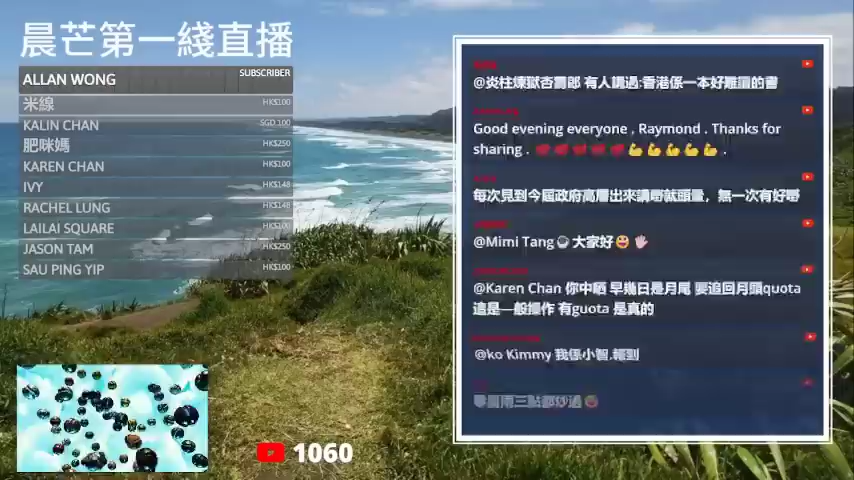 晨芒第一綫直播
ALLAN WONG SUBSCRIBER
米線 HK$100
KALIN CHAN SGD 100
肥咪媽 HK$250
KAREN CHAN HK$100
IVY HK$148
RACHEL LUNG HK$148
LAILAI SQUARE
JASON TAM HK$250
SAU PING YIP HK$100
1060
@炎柱煉獄杏壽郎 有人講過:香港係一本好難讀的書
Good evening everyone , Raymond . Thanks for
sharing . ❤️❤️❤️❤️❤️💪💪💪💪💪 .
每次見到今屆政府高層出來講嘢就頭暈，無一次有好嘢
@Mimi Tang 大家好😀🖐
@Karen Chan 你中晒 早幾日是月尾 要追回月頭quota
這是一般操作 有guota 是真的
@ko Kimmy 我係小智,報到